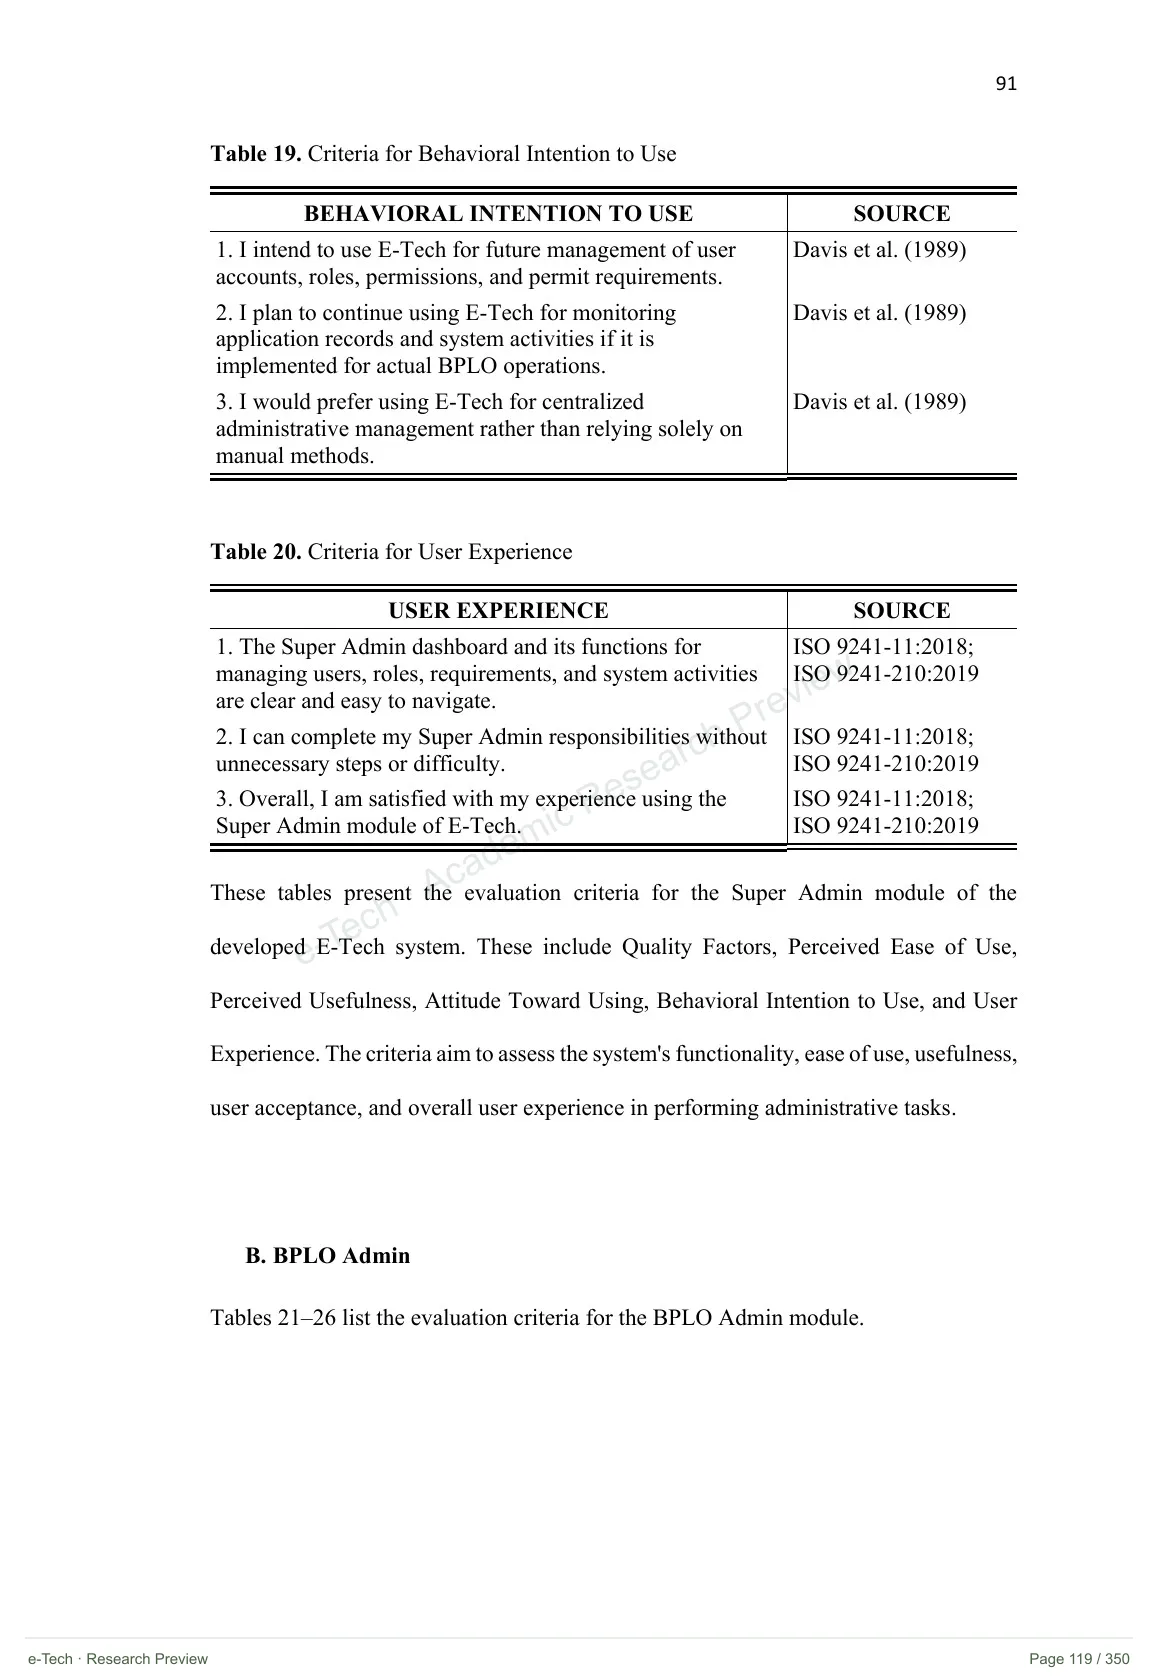 91
Table 19. Criteria for Behavioral Intention to Use
BEHAVIORAL INTENTION TO USE SOURCE
1. I intend to use E-Tech for future management of user Davis et al. (1989)
accounts, roles, permissions, and permit requirements.
2. I plan to continue using E-Tech for monitoring Davis et al. (1989)
application records and system activities if it is
implemented for actual BPLO operations.
3. I would prefer using E-Tech for centralized Davis et al. (1989)
administrative management rather than relying solely on
manual methods.
Table 20. Criteria for User Experience
USER EXPERIENCE SOURCE
1. The Super Admin dashboard and its functions for ISO 9241-11:2018;
managing users, roles, requirements, and system activities ISO 9241-210:2019
are clear and easy to navigate.
2. I can complete my Super Admin responsibilities without ISO 9241-11:2018;
unnecessary steps or difficulty. ISO 9241-210:2019
3. Overall, I am satisfied with my experience using the ISO 9241-11:2018;
Super Admin module of E-Tech. ISO 9241-210:2019
e-Tech Academic Research Preview
These tables present the evaluation criteria for the Super Admin module of the
developed E-Tech system. These include Quality Factors, Perceived Ease of Use,
Perceived Usefulness, Attitude Toward Using, Behavioral Intention to Use, and User
Experience. The criteria aim to assess the system's functionality, ease of use, usefulness,
user acceptance, and overall user experience in performing administrative tasks.
B. BPLO Admin
Tables 21–26 list the evaluation criteria for the BPLO Admin module.
e-Tech · Research Preview Page 119 / 350